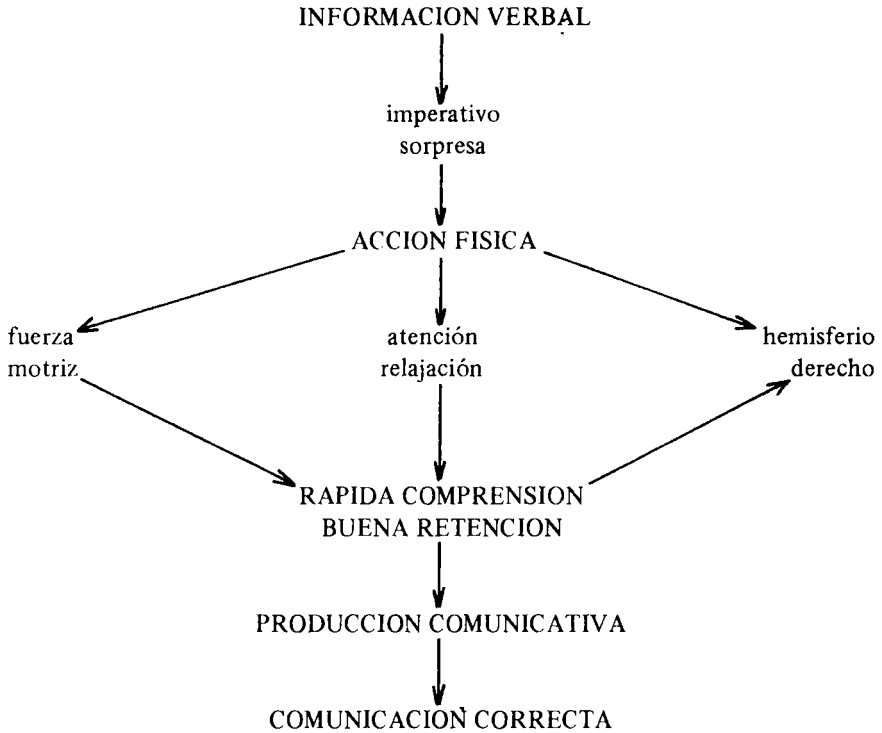 INFORMACION VERBAL
imperativo
sorpresa
ACCION FISICA
fuerza
motriz
atención
relajación
hemisferio
derecho
RAPIDA COMPRENSION
BUENA RETENCION
PRODUCCION COMUNICATIVA
COMUNICACION CORRECTA